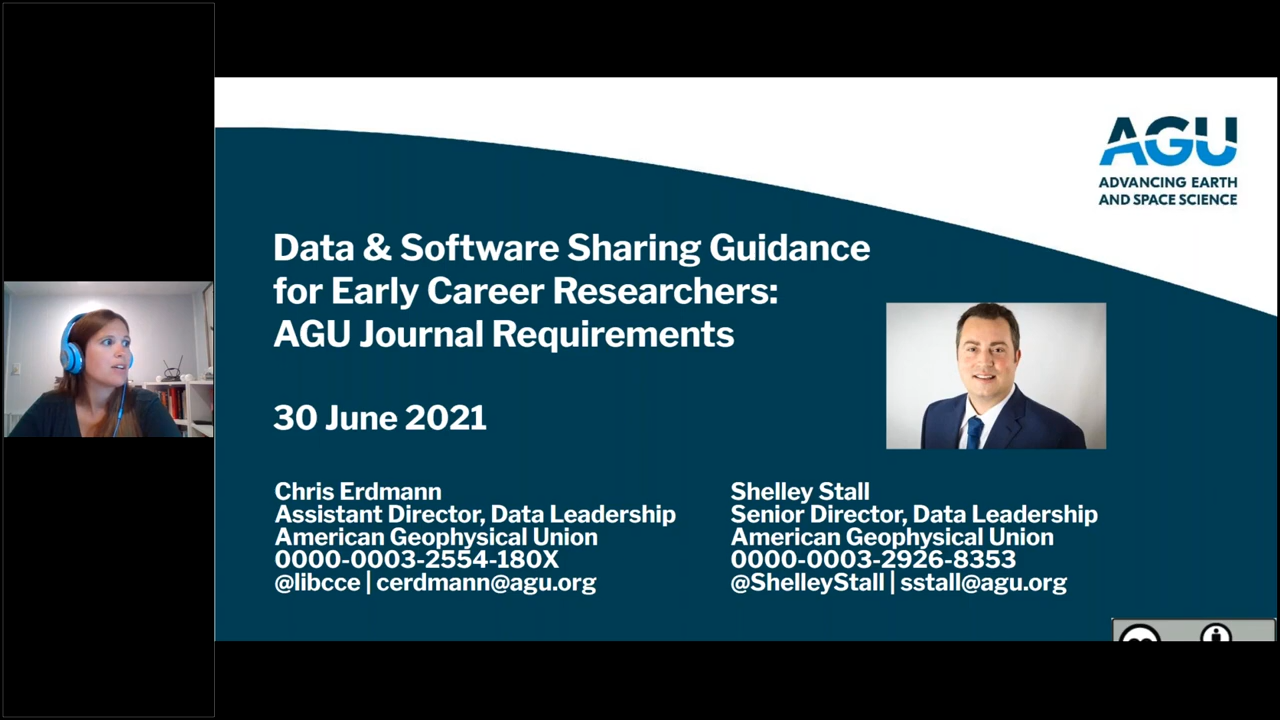 AGU
ADVANCING EARTH
AND SPACE SCIENCE
Data & Software Sharing Guidance
for Early Career Researchers:
AGU Journal Requirements
30 June 2021
Chris Erdmann
Assistant Director, Data Leadership
American Geophysical Union
0000-0003-2554-180X
@libcce | cerdmann@agu.org
Shelley Stall
Senior Director, Data Leadership
American Geophysical Union
0000-0003-2926-8353
@ShelleyStall | sstall@agu.org